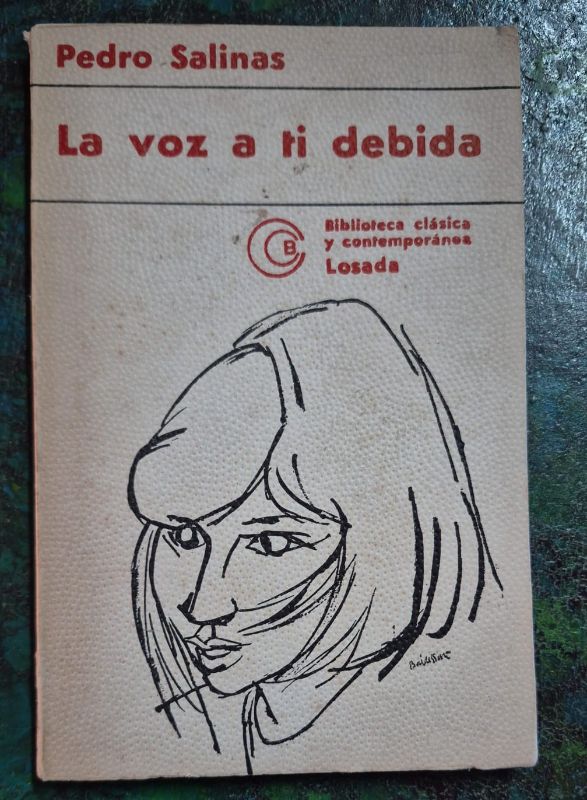 Pedro Salinas
La voz a ti debida
B
Biblioteca clásica
y contemporánea
Losada